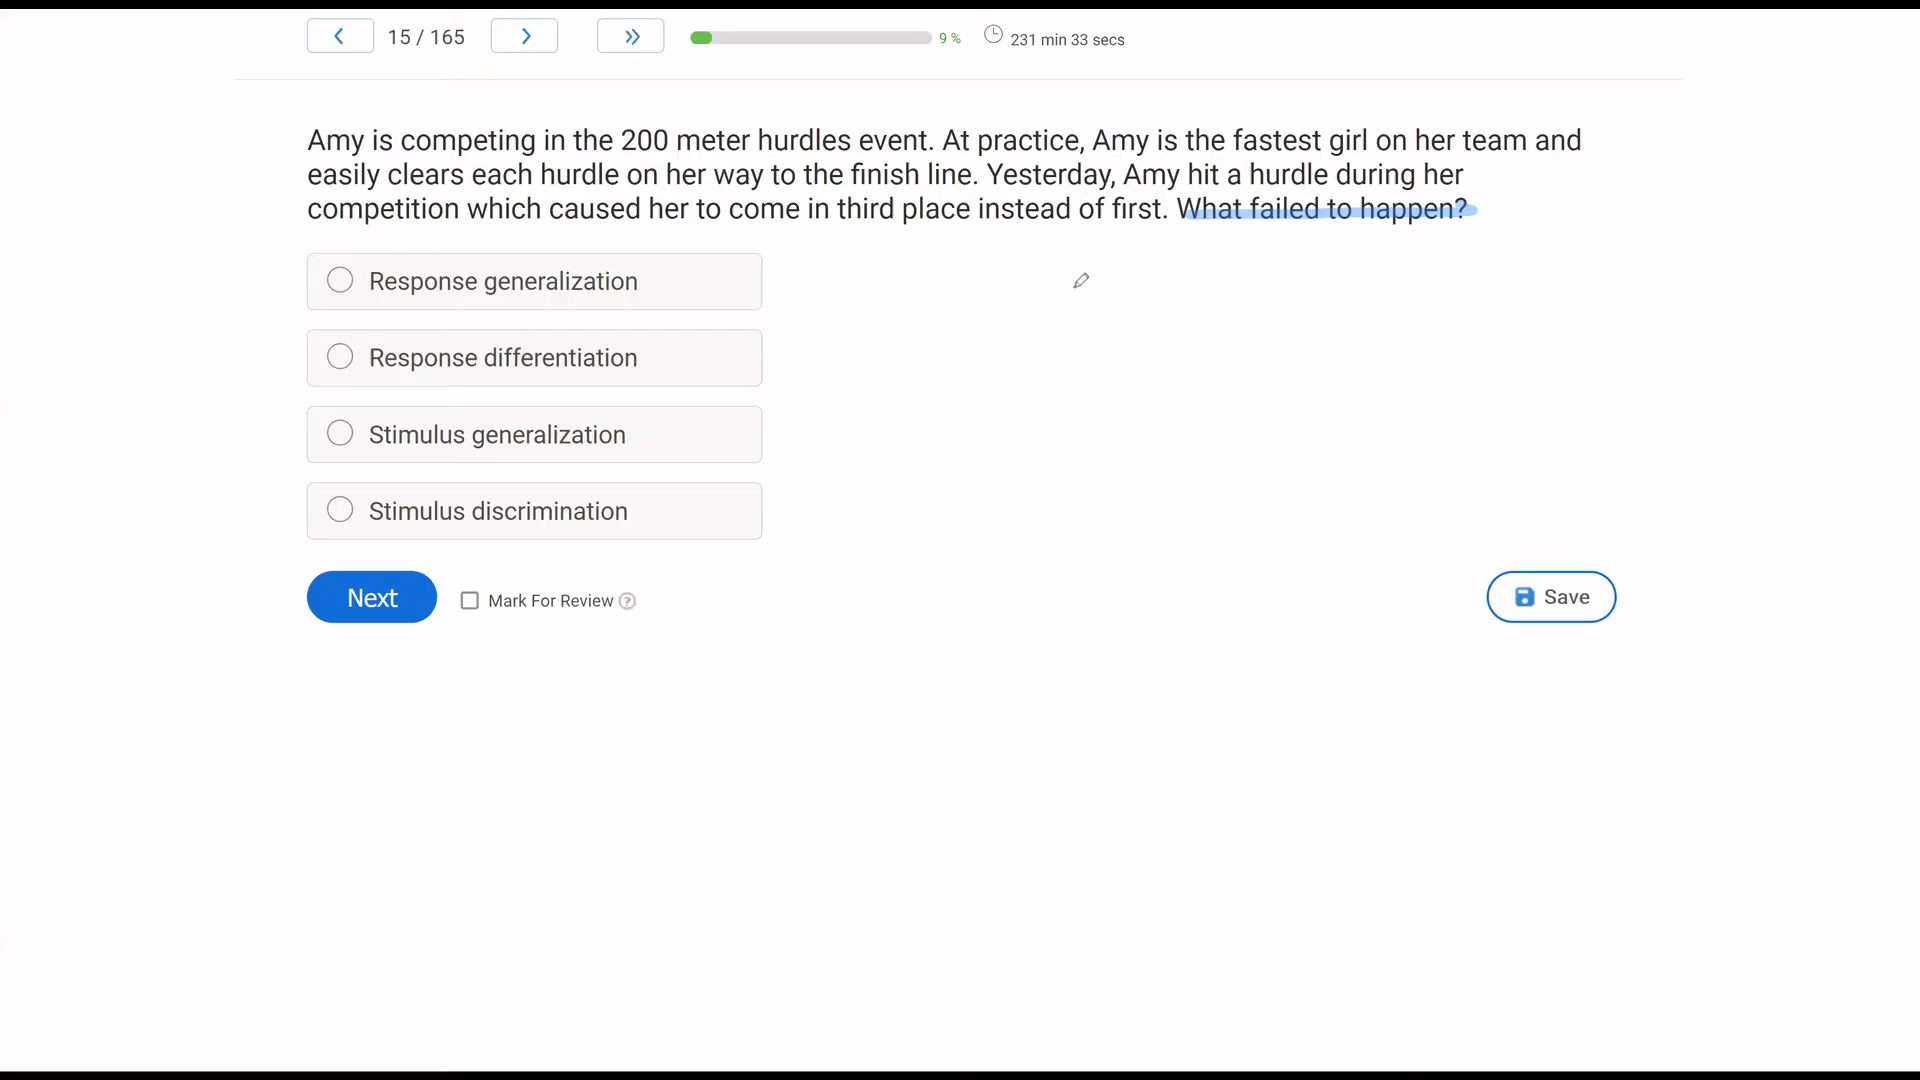 15 / 165
9 %
231 min 33 secs
Amy is competing in the 200 meter hurdles event. At practice, Amy is the fastest girl on her team and
easily clears each hurdle on her way to the finish line. Yesterday, Amy hit a hurdle during her
competition which caused her to come in third place instead of first. What failed to happen?
Response generalization
Response differentiation
Stimulus generalization
Stimulus discrimination
Next
Mark For Review ?
Save